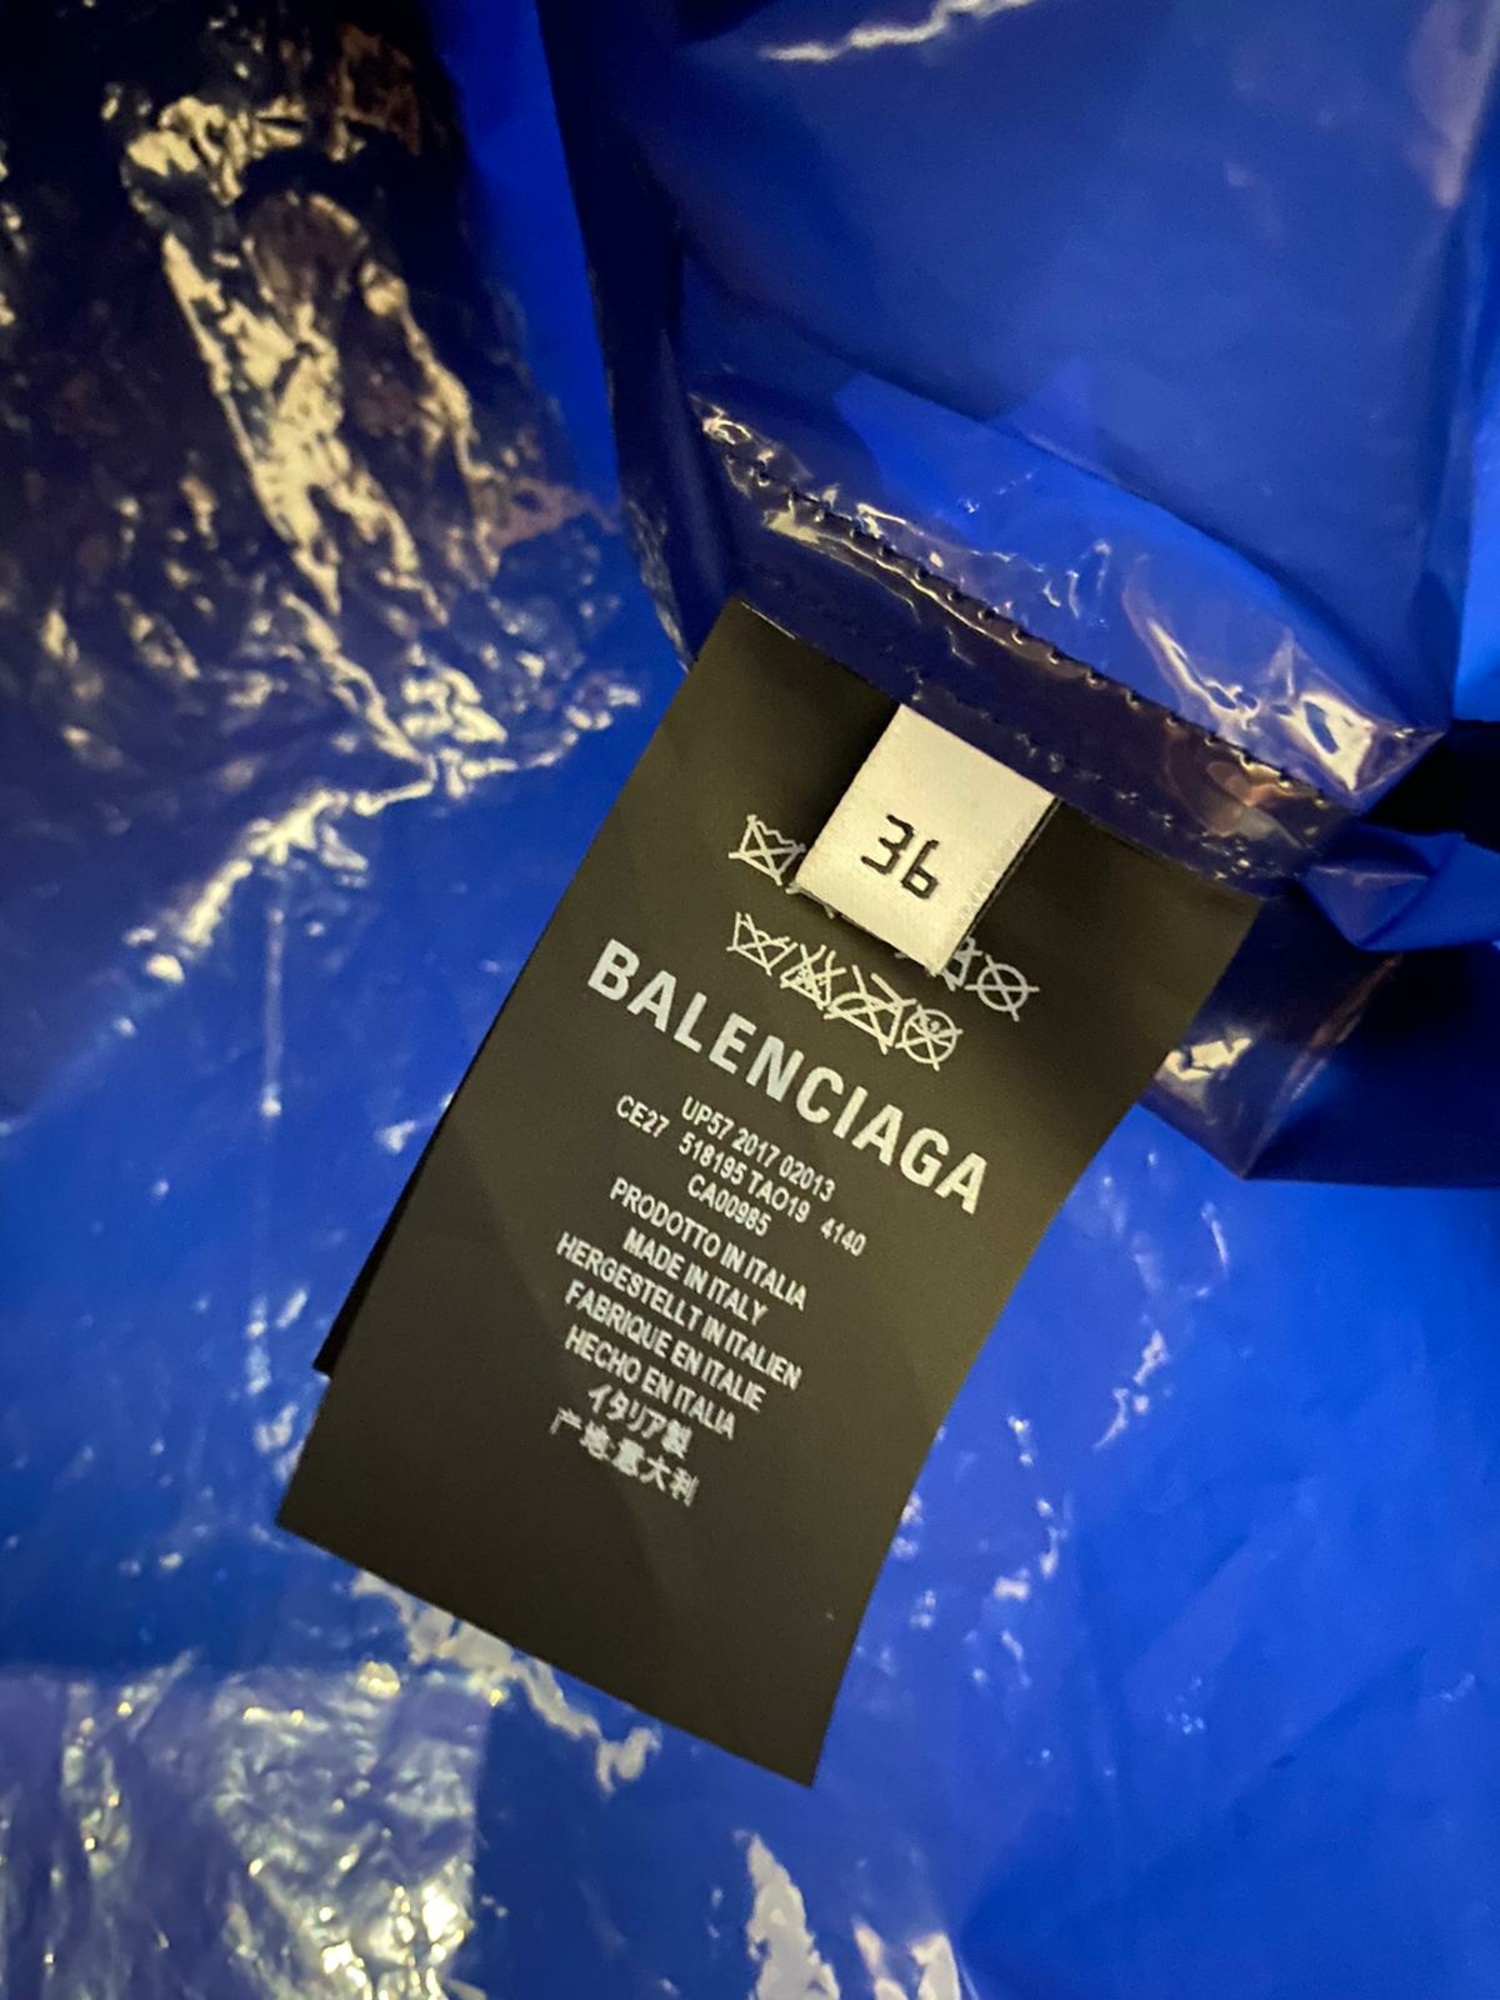 36
BALENCIAGA
UP57 2017 02013
CE27 518195 TAO19 4140
CA00985
PRODOTTO IN ITALIA
MADE IN ITALY
HERGESTELLT IN ITALIEN
FABRIQUE EN ITALIE
HECHO EN ITALIA
イタリア製
产地意大利